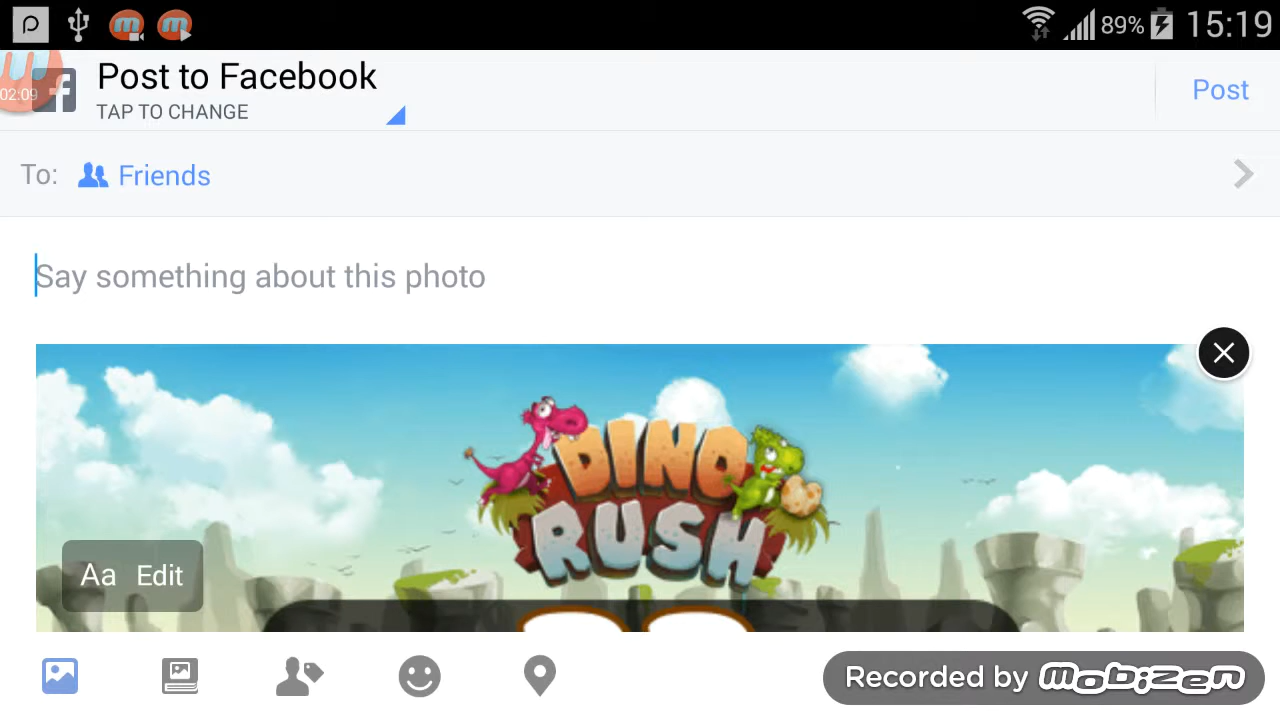 89% 15:19
02:09
Post to Facebook
TAP TO CHANGE
Post
To: Friends
Say something about this photo
DINO
RUSH
Aa Edit
Recorded by mobizen